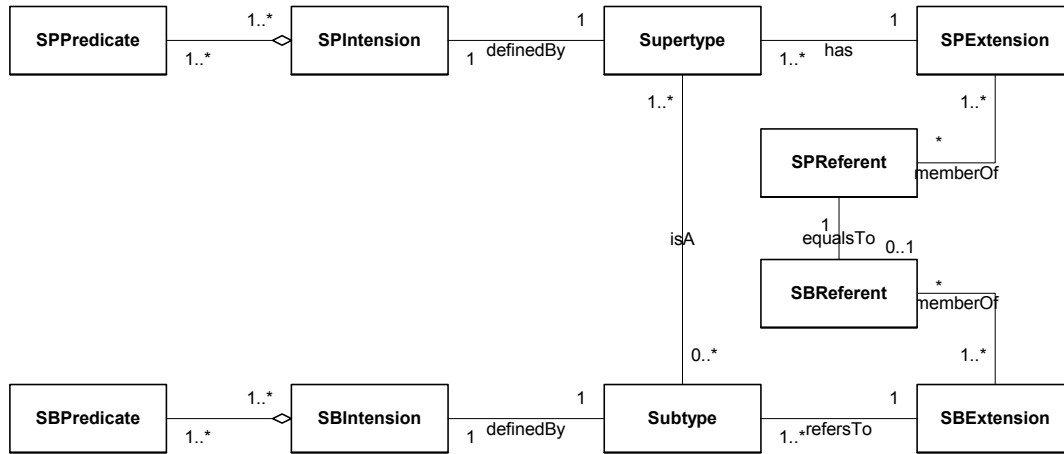 1..* 1 1
SPPredicate SPIntension Supertype SPExtension
1..* 1 definedBy 1..* has
1..* 1..*
*
SPReferent
memberOf
1
isA equalsTo
0..1
SBReferent *
memberOf
0..* 1..*
1..* 1 1
SBPredicate SBIntension Subtype SBExtension
1..* 1 definedBy 1..* refersTo